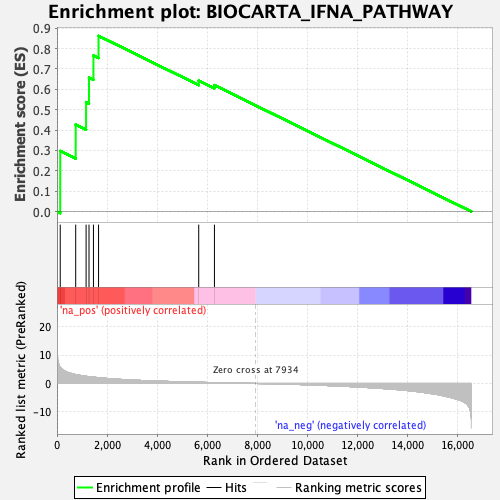 Enrichment plot: BIOCARTA_IFNA_PATHWAY
Enrichment score (ES)
0.9
0.8
0.7
0.6
0.5
0.4
0.3
0.2
0.1
0.0
'na_pos' (positively correlated)
Ranked list metric (PreRanked)
20
10
0
-10
Zero cross at 7934
'na_neg' (negatively correlated)
0 2,000 4,000 6,000 8,000 10,000 12,000 14,000 16,000
Rank in Ordered Dataset
Enrichment profile Hits Ranking metric scores